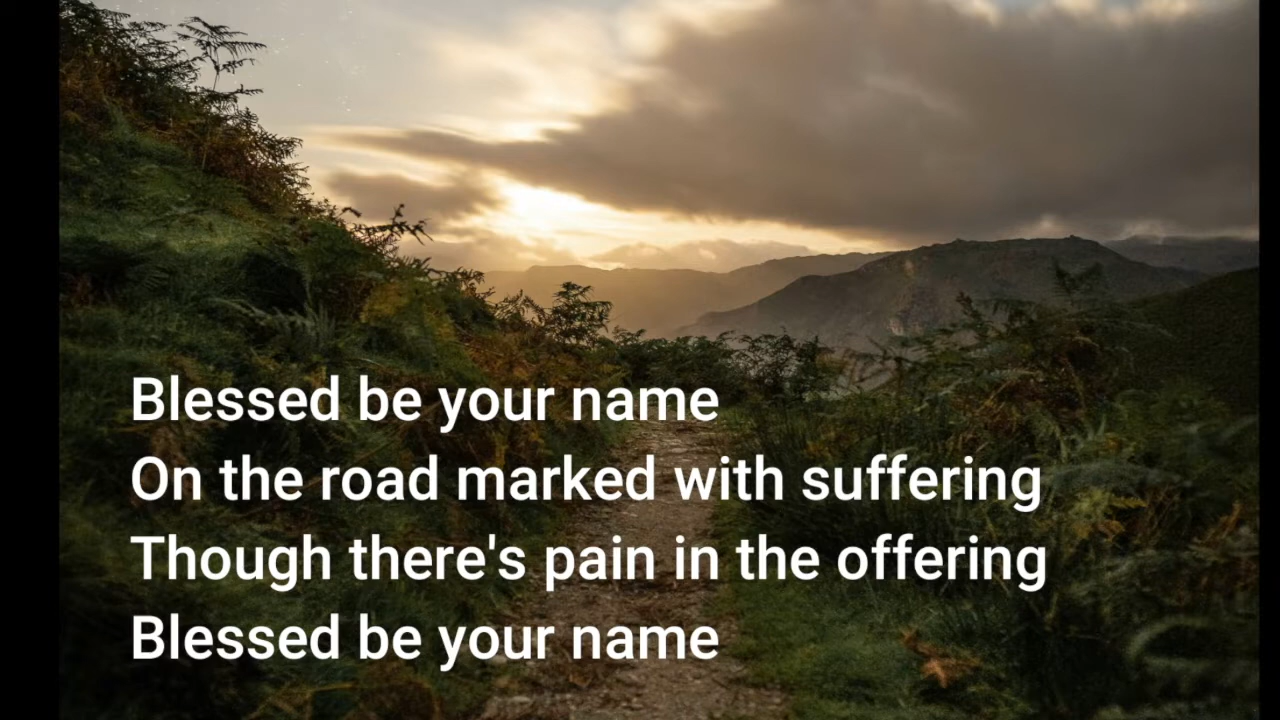 Blessed be your name
On the road marked with suffering
Though there's pain in the offering
Blessed be your name